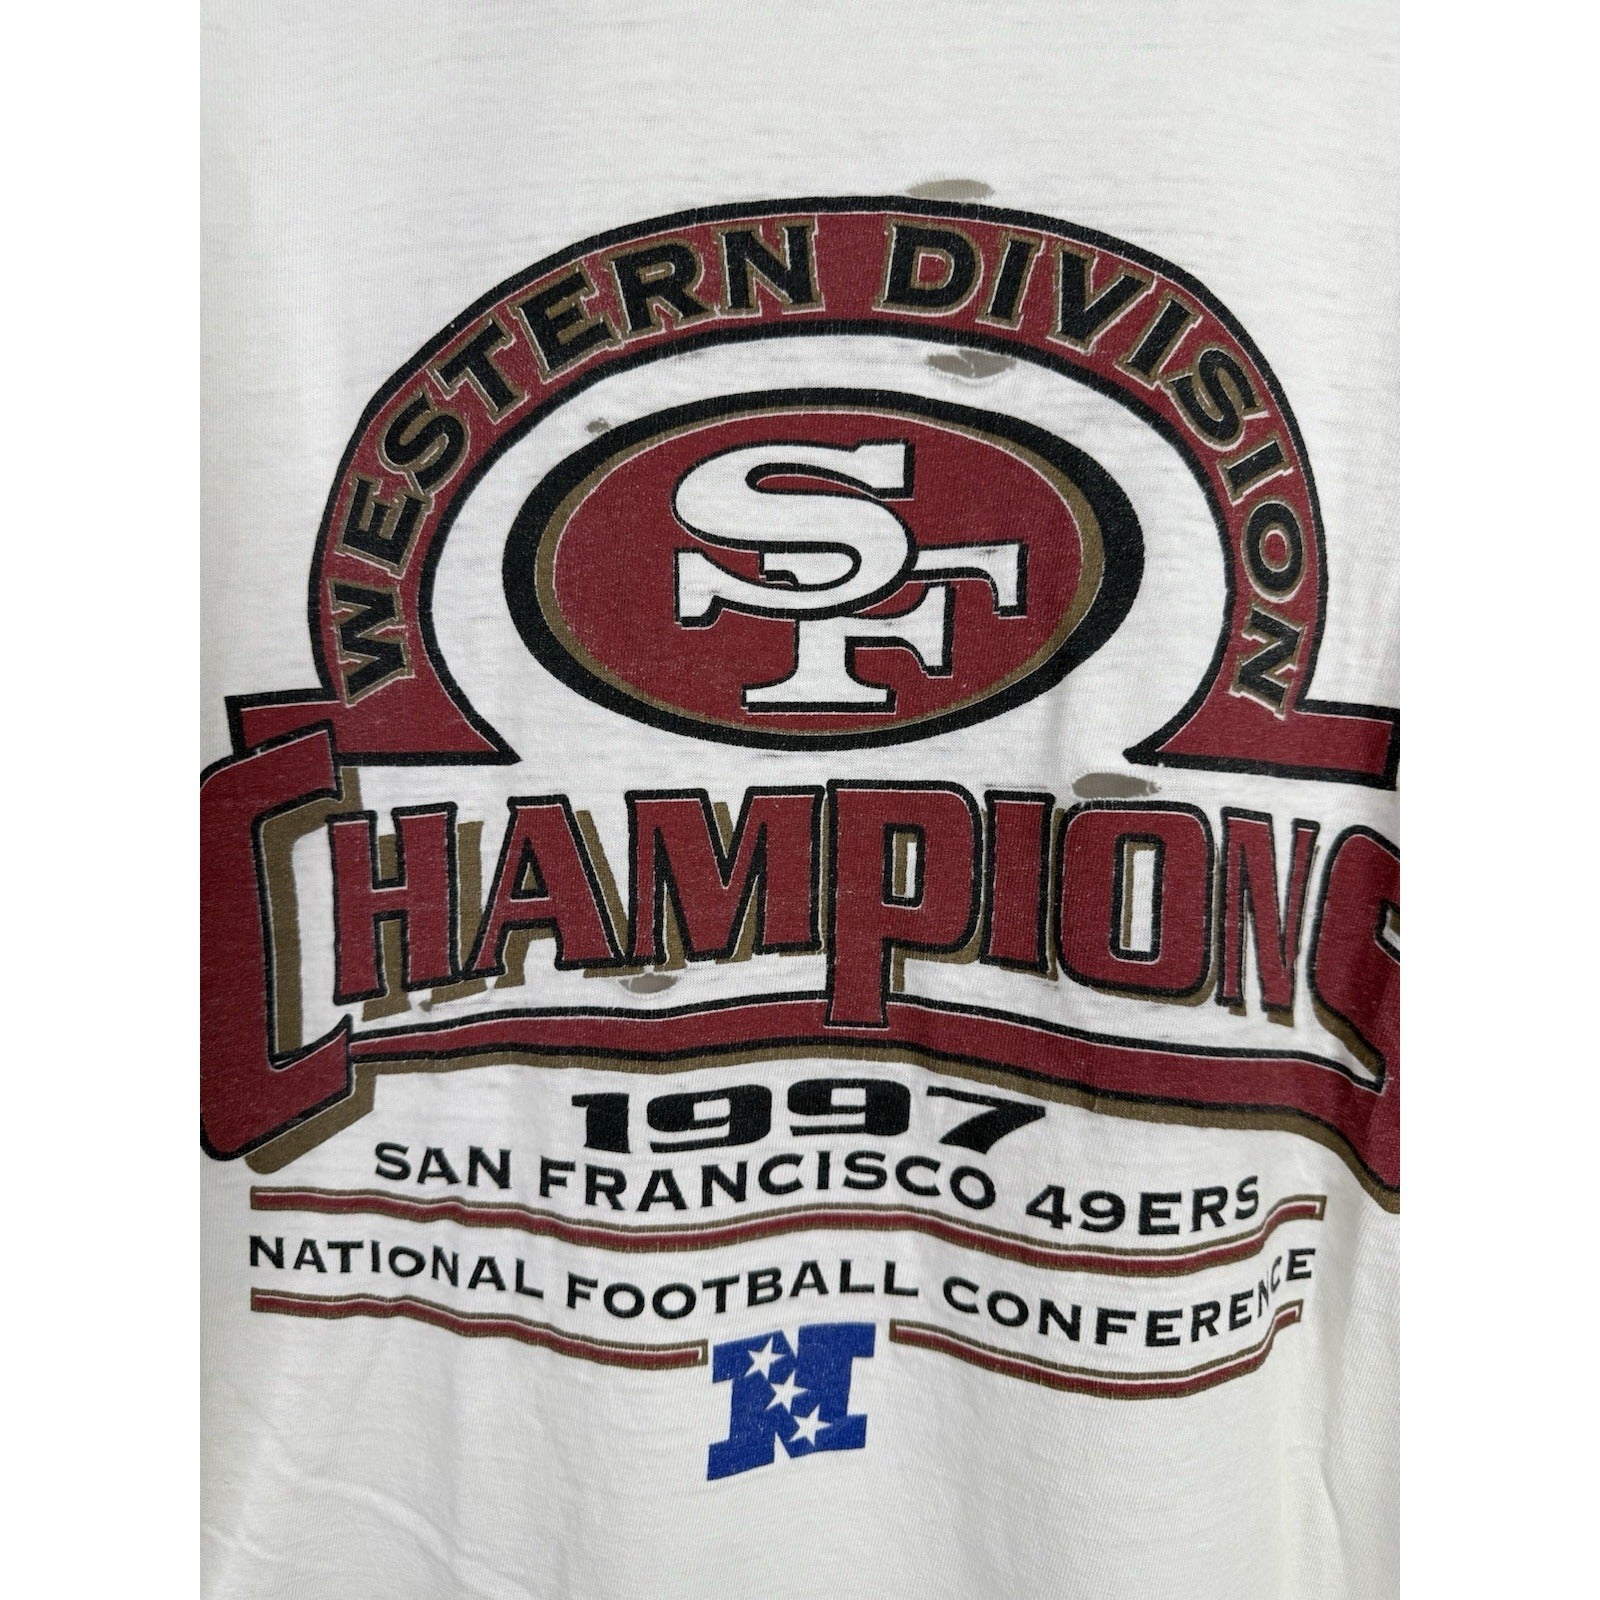 WESTERN DIVISION
SF
CHAMPIONS
1997
SAN FRANCISCO 49ERS
NATIONAL FOOTBALL CONFERENCE
N